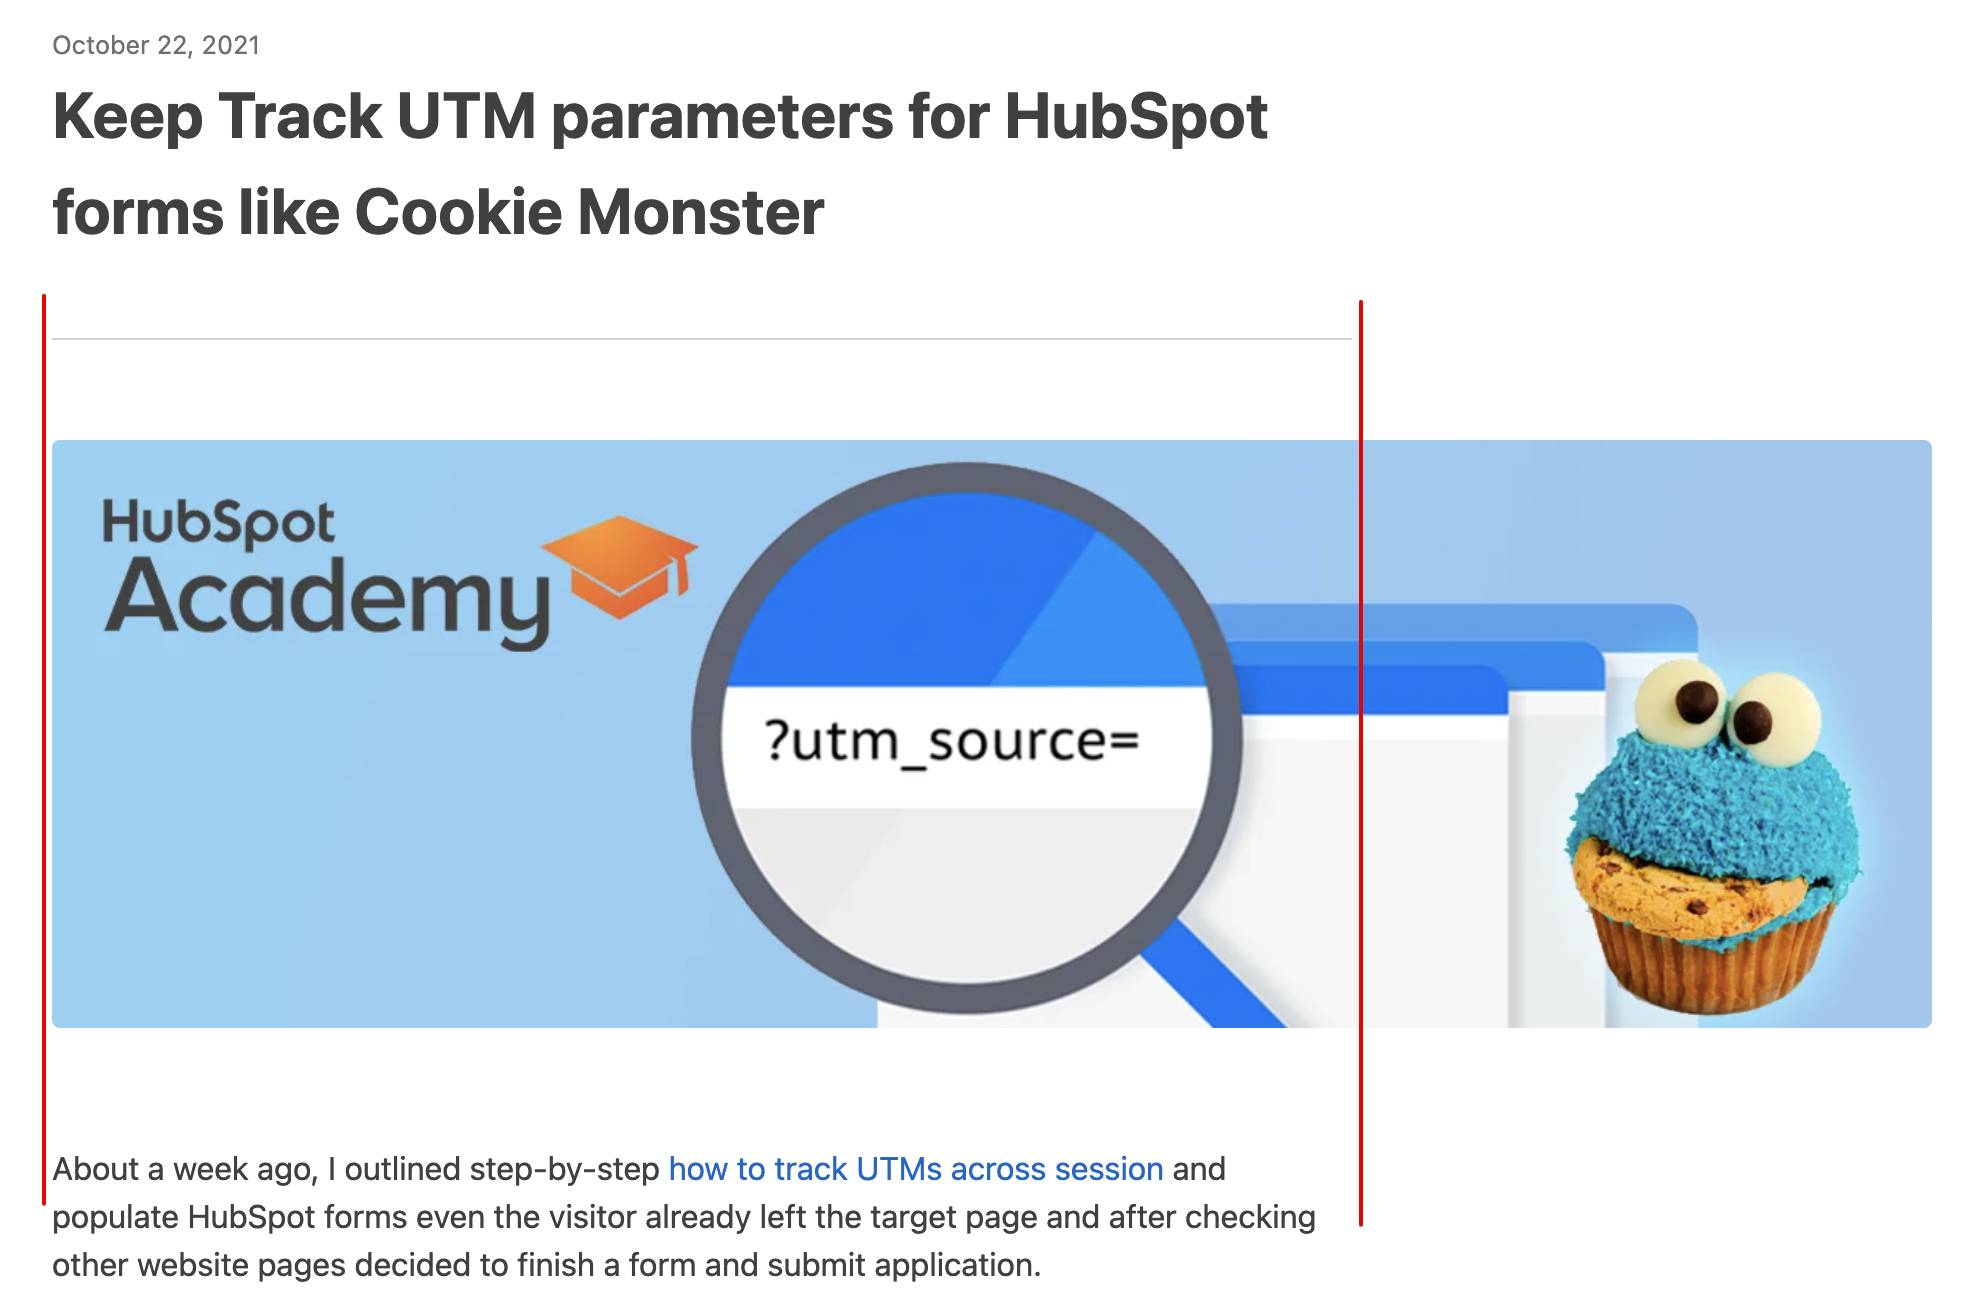 October 22, 2021
Keep Track UTM parameters for HubSpot
forms like Cookie Monster
HubSpot
Academy
?utm_source=
About a week ago, I outlined step-by-step how to track UTMs across session and
populate HubSpot forms even the visitor already left the target page and after checking
other website pages decided to finish a form and submit application.